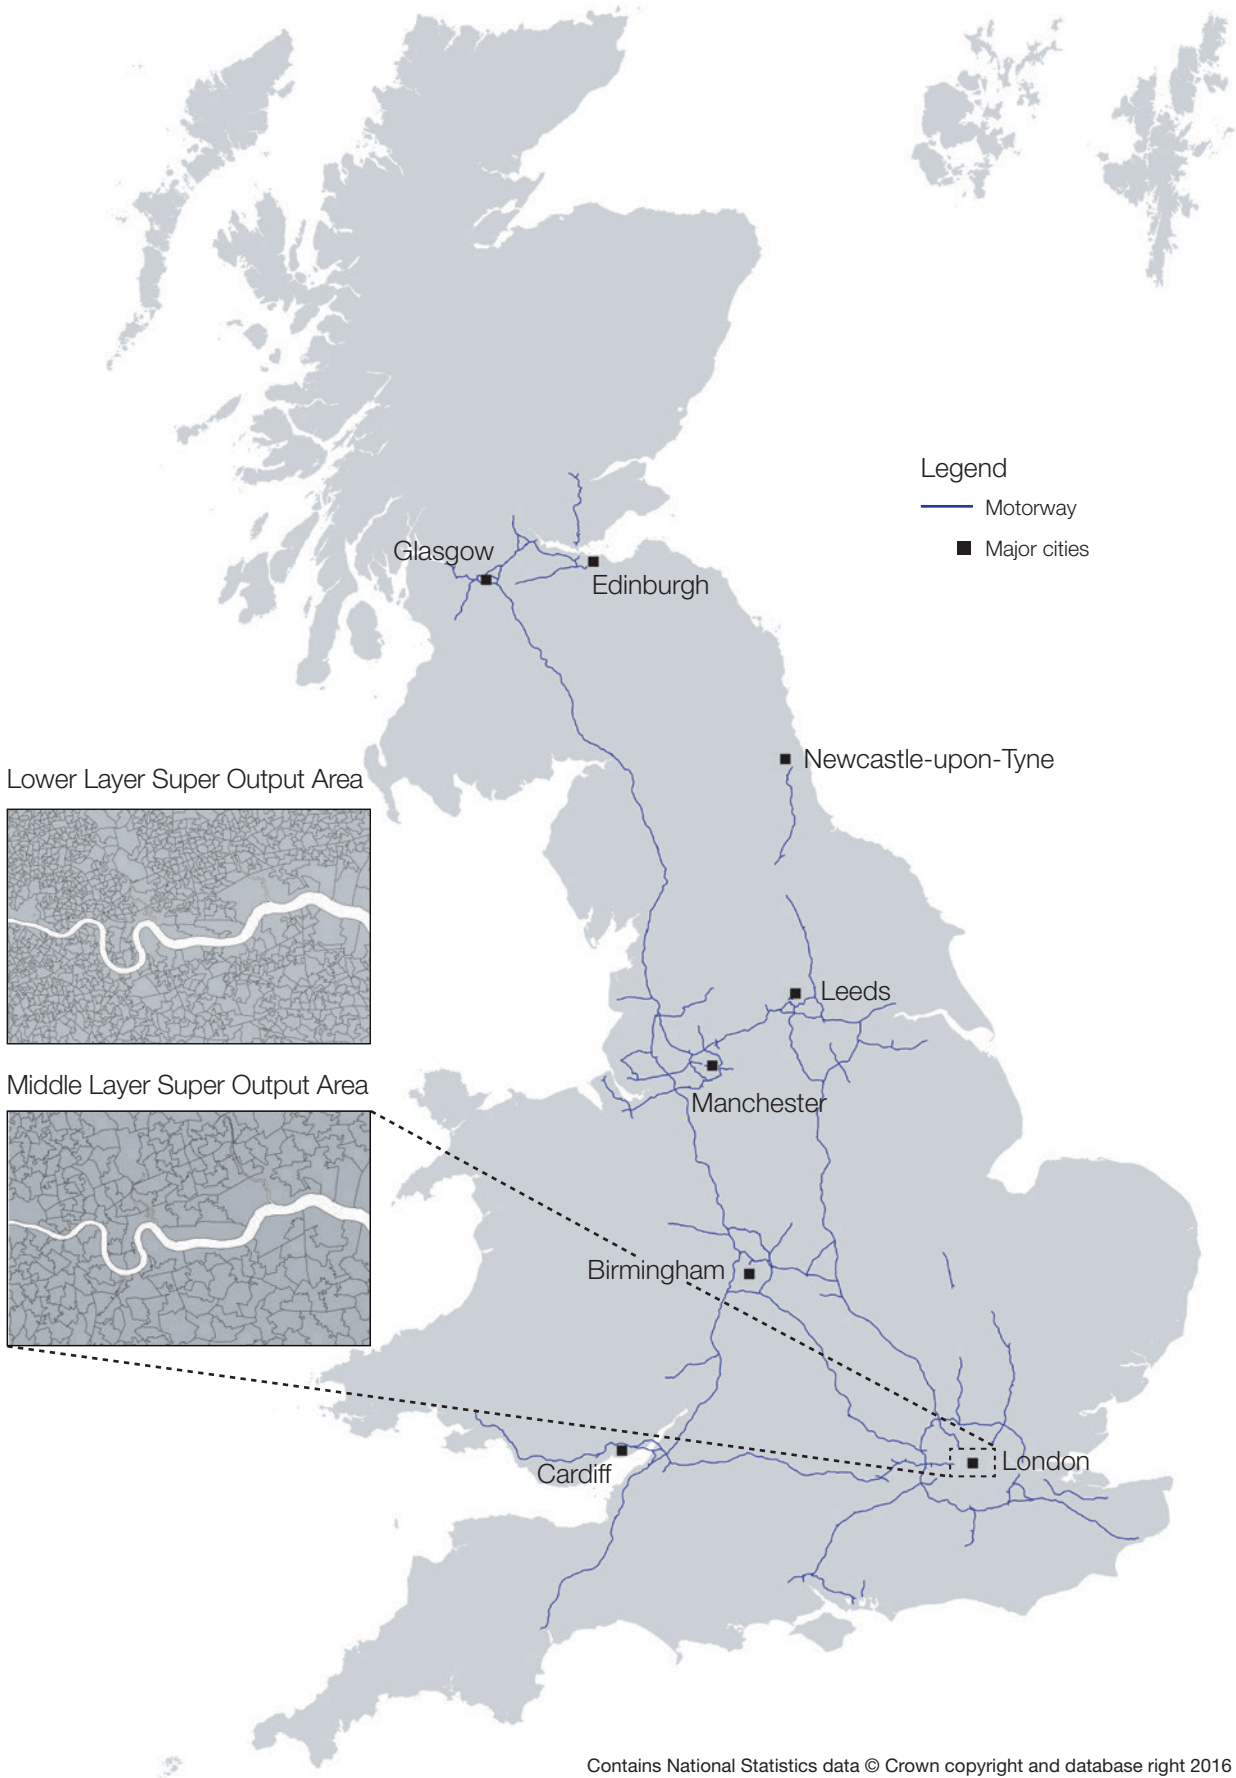 Legend
Motorway
Major cities
Glasgow
Edinburgh
Newcastle-upon-Tyne
Lower Layer Super Output Area
Leeds
Middle Layer Super Output Area
Manchester
Birmingham
London
Cardiff
Contains National Statistics data © Crown copyright and database right 2016